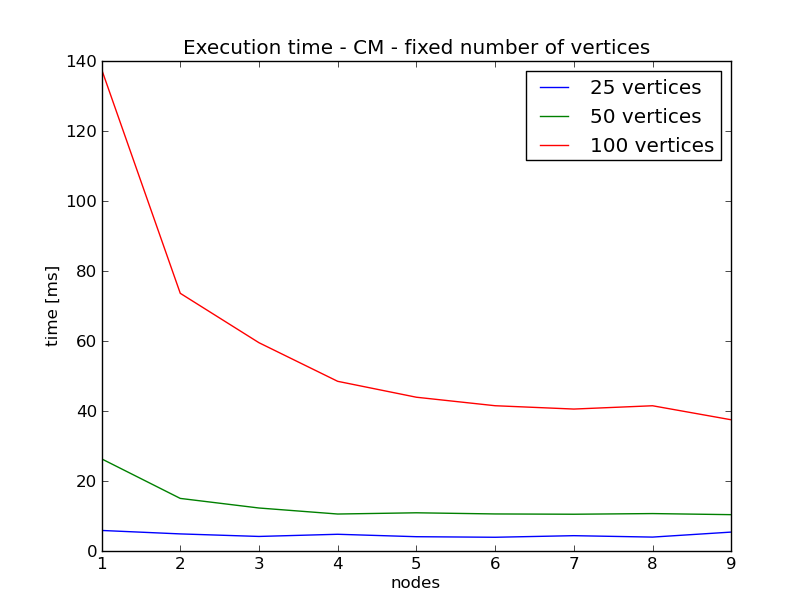 Execution time - CM - fixed number of vertices
25 vertices
50 vertices
100 vertices
time [ms]
140
120
100
80
60
40
20
0
1 2 3 4 5 6 7 8 9
nodes